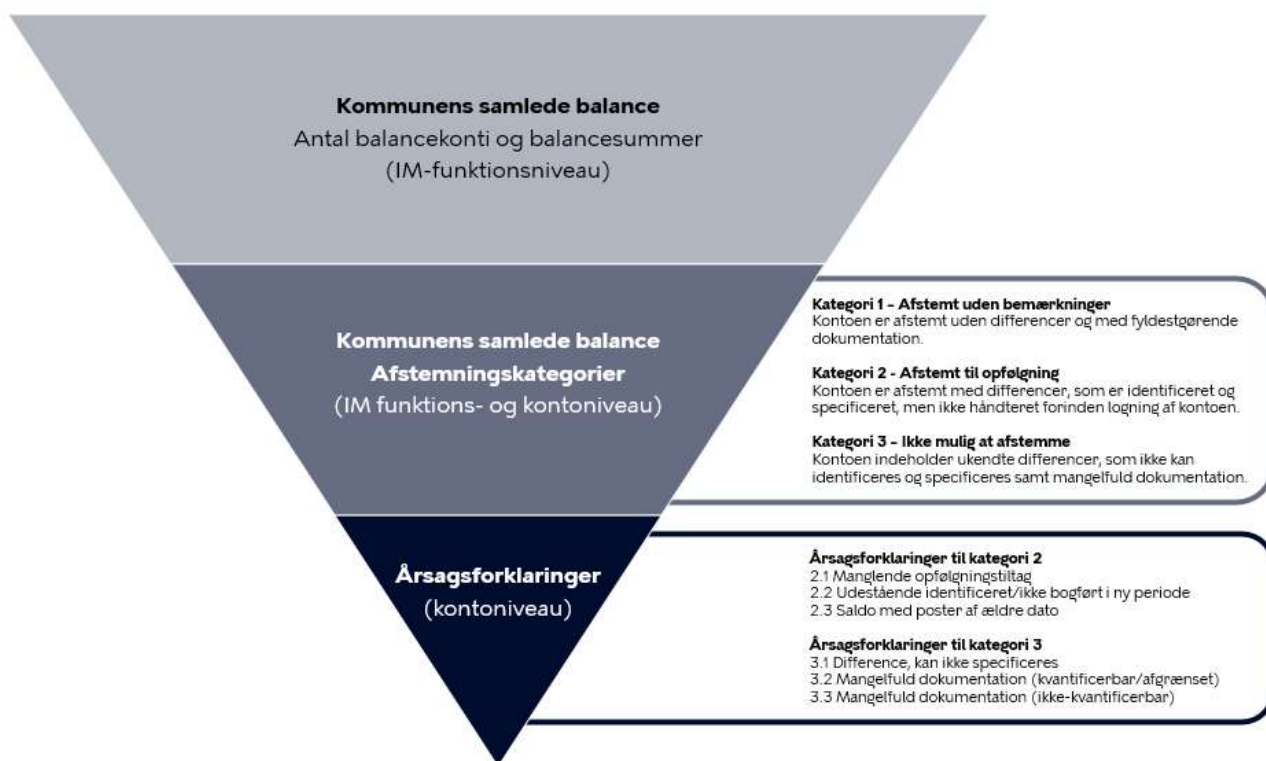 Kommunens samlede balance
Antal balancekonti og balancesummer
(IM-funktionsniveau)
Kommunens samlede balance
Afstemningskategorier
(IM funktions- og kontoniveau)
Kategori 1 - Afstemt uden bemærkninger
Kontoen er afstemt uden differencer og med fyldestgørende
dokumentation.
Kategori 2 - Afstemt til opfølgning
Kontoen er afstemt med differencer, som er identificeret og
specificeret, men ikke håndteret forinden logning af kontoen.
Kategori 3 - Ikke mulig at afstemme
Kontoen indeholder ukendte differencer, som ikke kan
identificeres og specificeres samt mangelfuld dokumentation.
Årsagsforklaringer
(kontoniveau)
Årsagsforklaringer til kategori 2
2.1 Manglende opfølgningstiltag
2.2 Udestående identificeret/ikke bogført i ny periode
2.3 Saldo med poster af ældre dato
Årsagsforklaringer til kategori 3
3.1 Difference, kan ikke specificeres
3.2 Mangelfuld dokumentation (kvantificerbar/afgrænset)
3.3 Mangelfuld dokumentation (ikke-kvantificerbar)